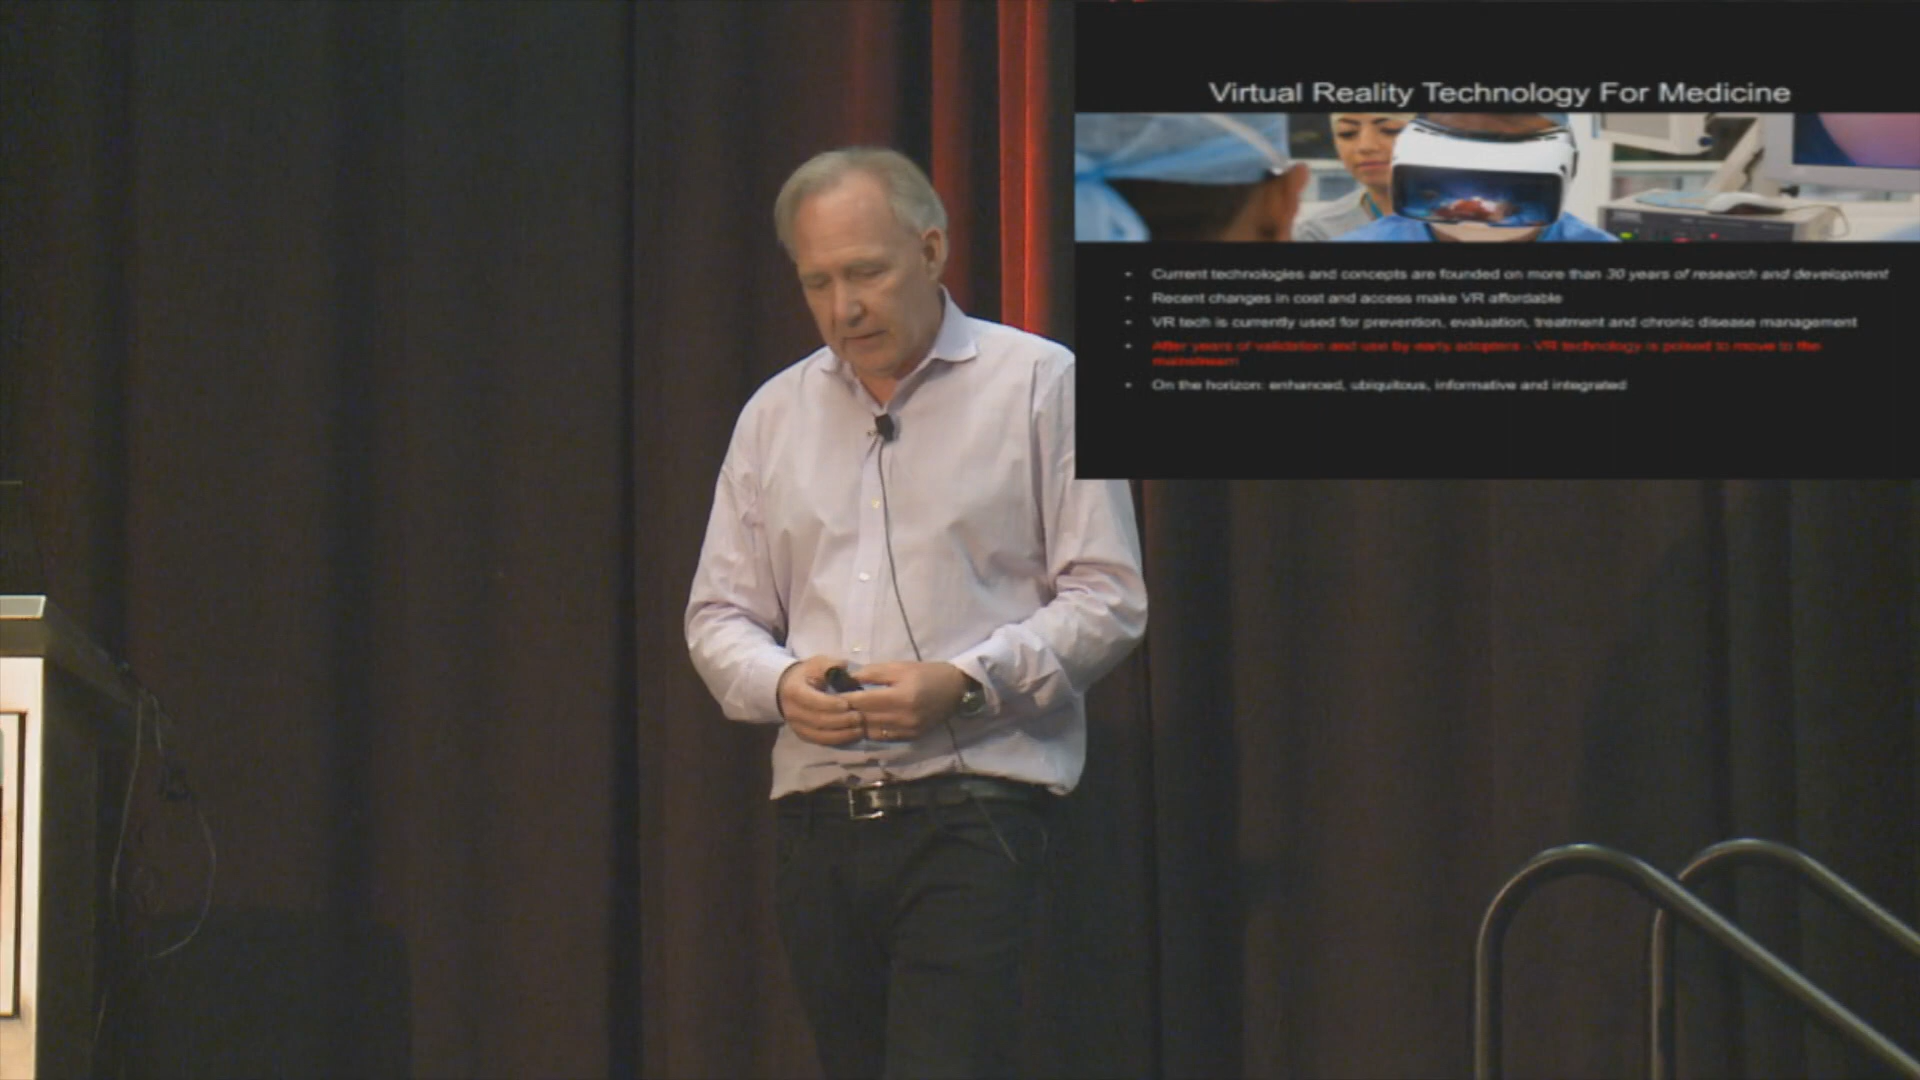 Virtual Reality Technology For Medicine
• Current technologies and concepts are founded on more than 30 years of research and development
• Recent changes in cost and access make VR affordable
• VR tech is currently used for prevention, evaluation, treatment and chronic disease management
• After years of validation and use by early adopters - VR technology is poised to move to the
mainstream
• On the horizon: enhanced, ubiquitous, informative and integrated